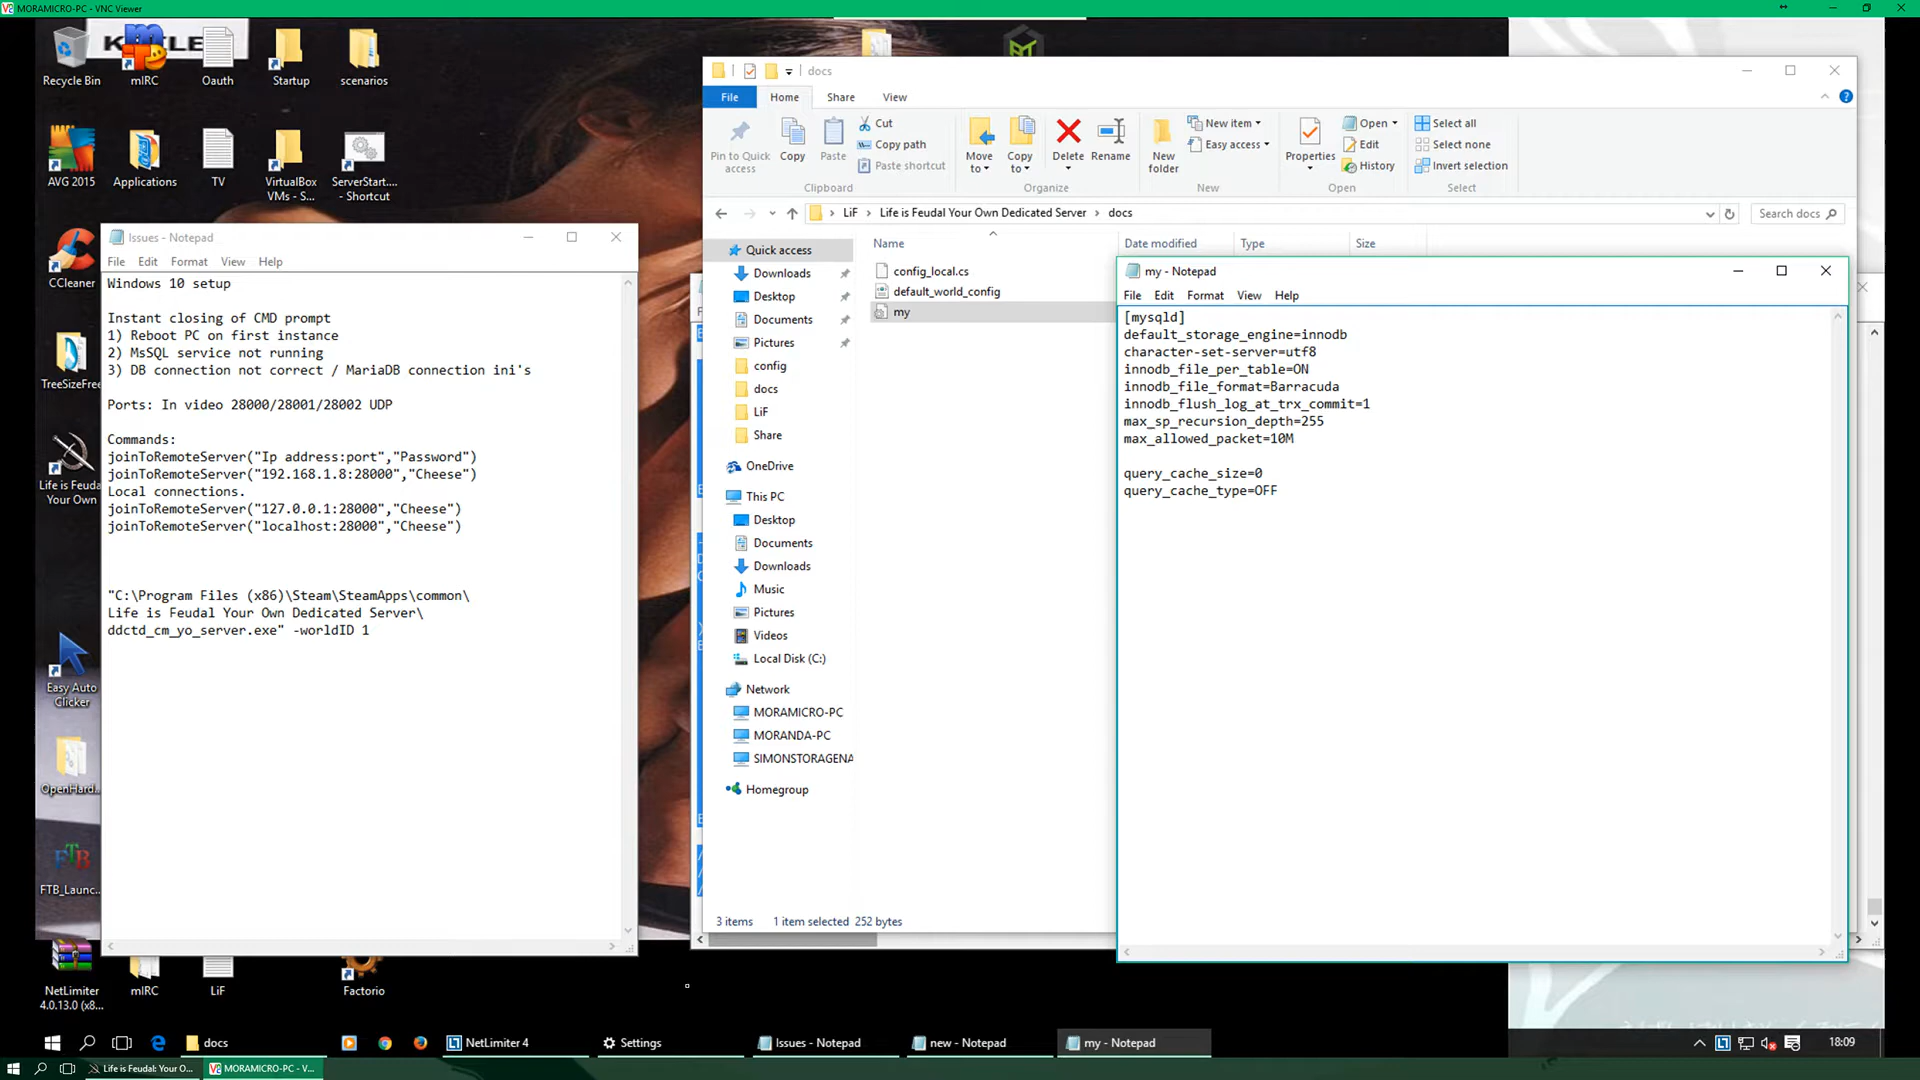 MORAMICRO-PC - VNC Viewer
Recycle Bin
mIRC
Oauth
Startup
scenarios
AVG 2015
Applications
TV
VirtualBox
VMs - S...
ServerStart....
- Shortcut
CCleaner
TreeSizeFree
Life is Feudal
Your Own
Easy Auto
Clicker
OpenHard...
FTB_Launc...
NetLimiter
4.0.13.0 (x8...
mIRC
LiF
Factorio
Issues - Notepad
File Edit Format View Help
Windows 10 setup
Instant closing of CMD prompt
1) Reboot PC on first instance
2) MsSQL service not running
3) DB connection not correct / MariaDB connection ini's
Ports: In video 28000/28001/28002 UDP
Commands:
joinToRemoteServer("Ip address:port","Password")
joinToRemoteServer("192.168.1.8:28000","Cheese")
Local connections.
joinToRemoteServer("127.0.0.1:28000","Cheese")
joinToRemoteServer("localhost:28000","Cheese")
"C:\Program Files (x86)\Steam\SteamApps\common\
Life is Feudal Your Own Dedicated Server\
ddctd_cm_yo_server.exe" -worldID 1
docs
File Home Share View
Pin to Quick
access
Copy
Paste
Cut
Copy path
Paste shortcut
Clipboard
Move
to
Copy
to
Delete
Rename
Organize
New
folder
New item
Easy access
New
Properties
Open
Edit
History
Open
Select all
Select none
Invert selection
Select
LiF > Life is Feudal Your Own Dedicated Server > docs
Search docs
Name Date modified Type Size
config_local.cs
default_world_config
my
Quick access
Downloads
Desktop
Documents
Pictures
config
docs
LiF
Share
OneDrive
This PC
Desktop
Documents
Downloads
Music
Pictures
Videos
Local Disk (C:)
Network
MORAMICRO-PC
MORANDA-PC
SIMONSTORAGENA
Homegroup
3 items 1 item selected 252 bytes
my - Notepad
File Edit Format View Help
[mysqld]
default_storage_engine=innodb
character-set-server=utf8
innodb_file_per_table=ON
innodb_file_format=Barracuda
innodb_flush_log_at_trx_commit=1
max_sp_recursion_depth=255
max_allowed_packet=10M
query_cache_size=0
query_cache_type=OFF
docs
NetLimiter 4
Settings
Issues - Notepad
new - Notepad
my - Notepad
18:09
Life is Feudal: Your O...
MORAMICRO-PC - V...